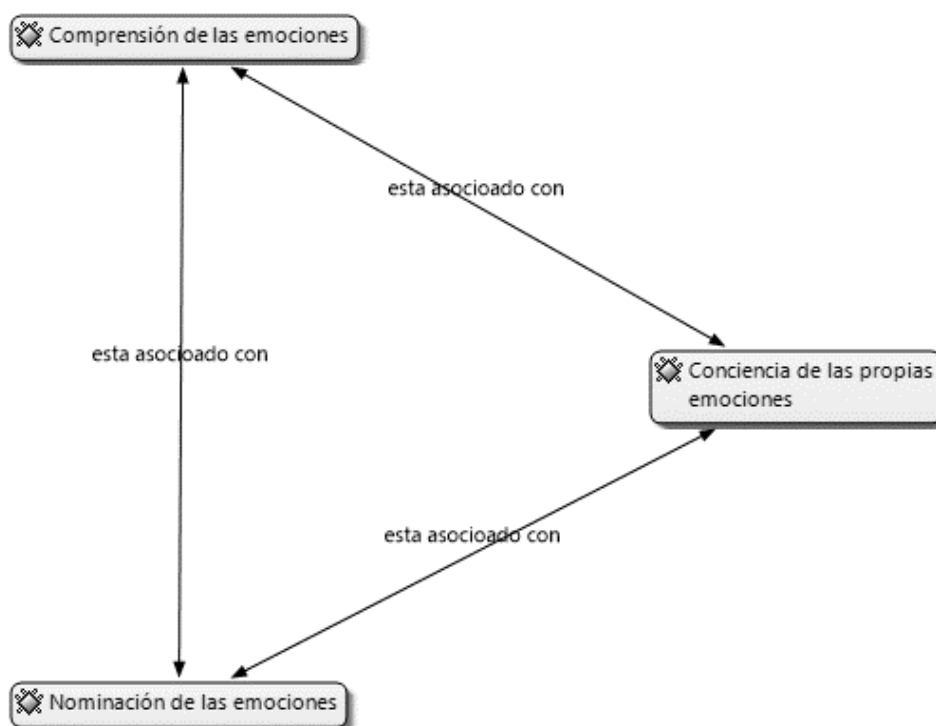 Comprensión de las emociones
esta asocioado con
esta asocioado con
Conciencia de las propias
emociones
esta asocioado con
Nominación de las emociones